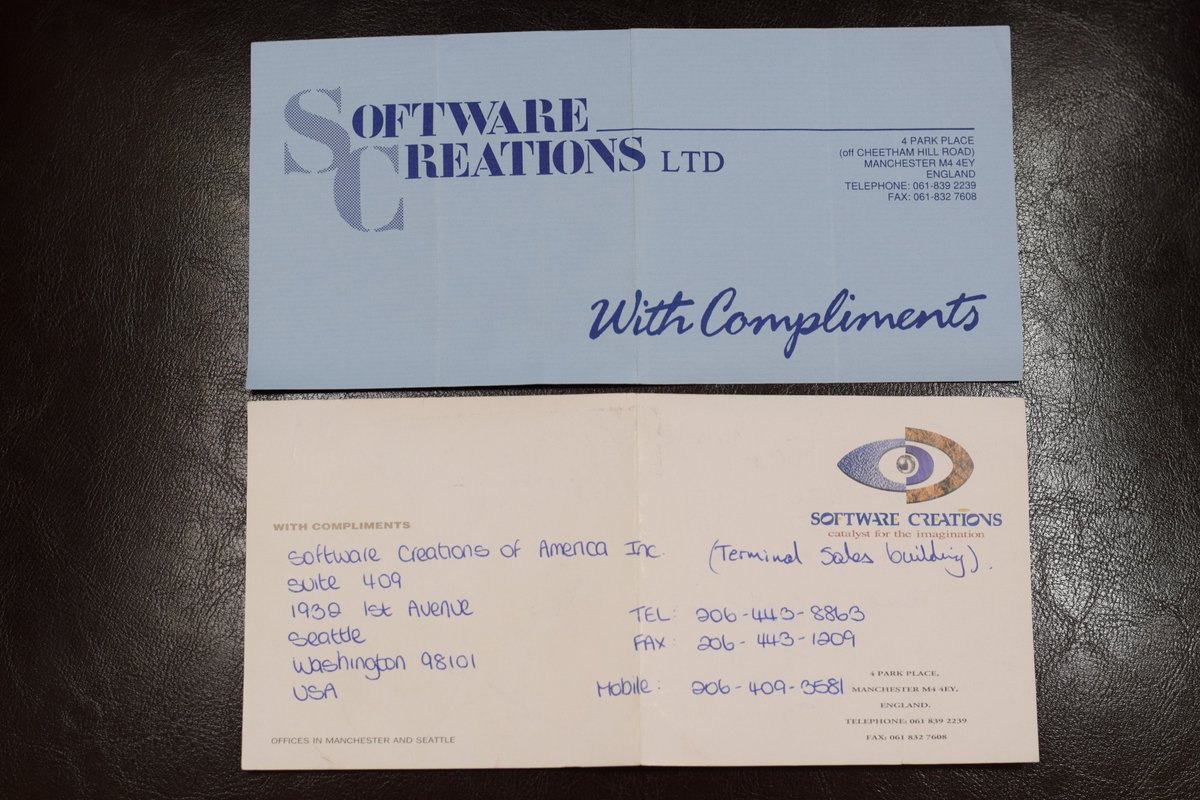 SOFTWARE
CREATIONS LTD
4 PARK PLACE
(off CHEETHAM HILL ROAD)
MANCHESTER M4 4EY
ENGLAND
TELEPHONE: 061-839 2239
FAX: 061-832 7608
With Compliments
SOFTWARE CREATIONS
catalyst for the imagination
WITH COMPLIMENTS
Software Creations of America Inc. (Terminal Sales building).
Suite 409
1932 1st Avenue
Seattle
Washington 98101
USA
TEL: 206-443-8863
FAX: 206-443-1209
Mobile: 206-409-3581
4 PARK PLACE,
MANCHESTER M4 4EY,
ENGLAND.
TELEPHONE: 061 839 2239
FAX: 061 832 7608
OFFICES IN MANCHESTER AND SEATTLE